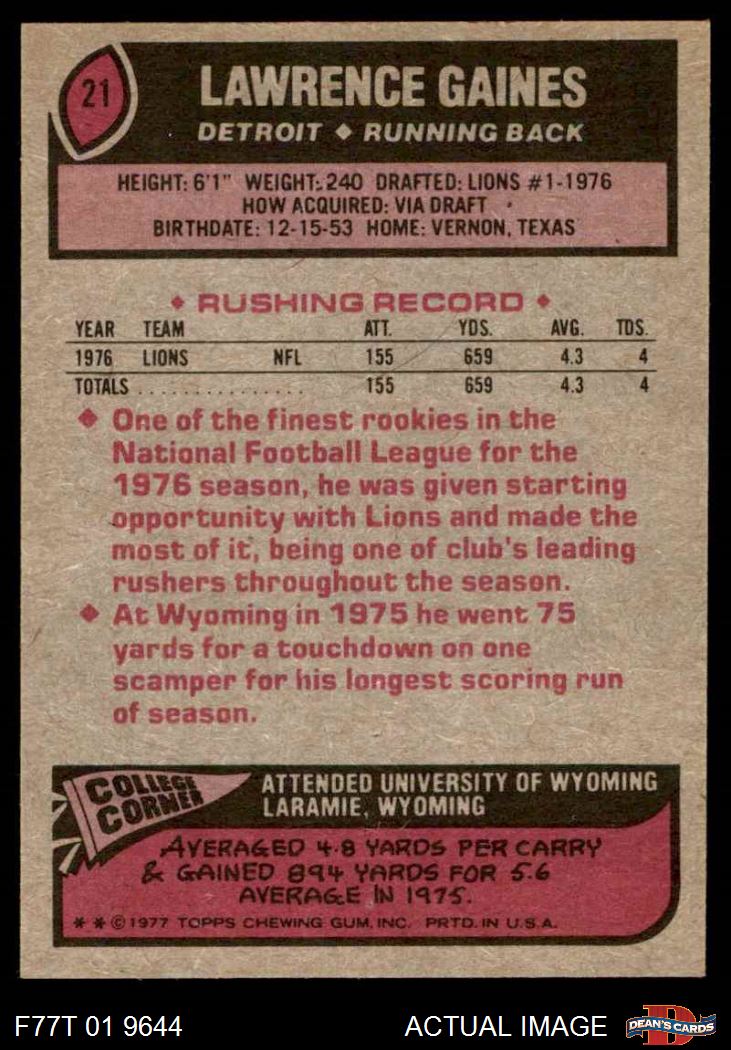 21
LAWRENCE GAINES
DETROIT ◆ RUNNING BACK
HEIGHT: 6'1" WEIGHT: 240 DRAFTED: LIONS #1-1976
HOW ACQUIRED: VIA DRAFT
BIRTHDATE: 12-15-53 HOME: VERNON, TEXAS
◆ RUSHING RECORD ◆
YEAR TEAM ATT. YDS. AVG. TDS.
1976 LIONS NFL 155 659 4.3 4
TOTALS . . . . . . . . . . . . . . . 155 659 4.3 4
◆ One of the finest rookies in the
National Football League for the
1976 season, he was given starting
opportunity with Lions and made the
most of it, being one of club's leading
rushers throughout the season.
◆ At Wyoming in 1975 he went 75
yards for a touchdown on one
scamper for his longest scoring run
of season.
COLLEGE
CORNER
ATTENDED UNIVERSITY OF WYOMING
LARAMIE, WYOMING
AVERAGED 4.8 YARDS PER CARRY
& GAINED 894 YARDS FOR 5.6
AVERAGE IN 1975.
* * © 1977 TOPPS CHEWING GUM, INC. PRTD. IN U.S.A.
F77T 01 9644 ACTUAL IMAGE
D
DEAN'S CARDS